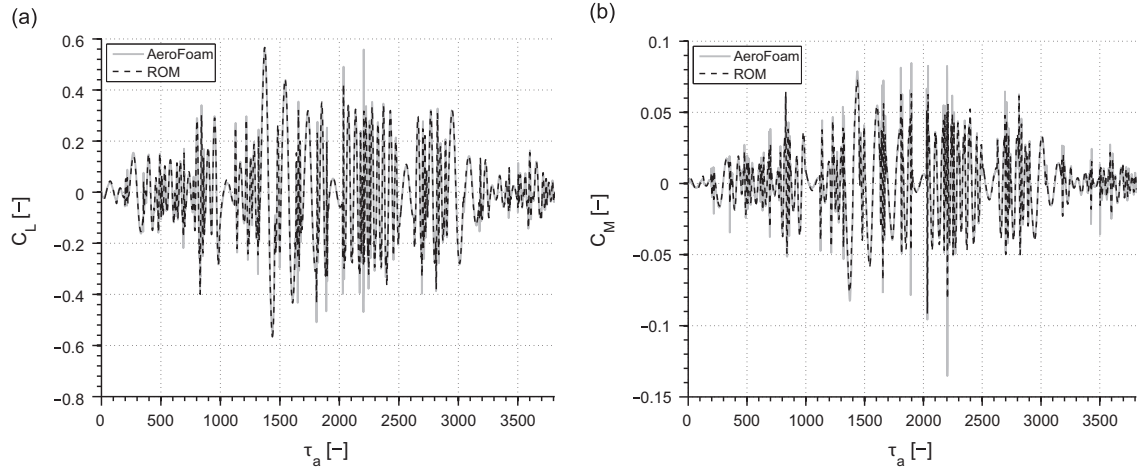 (a)
0.6
0.4
0.2
0
−0.2
−0.4
−0.6
−0.8
C_L [−]
AeroFoam
ROM
0 500 1000 1500 2000 2500 3000 3500
τ_a [−]
(b)
0.1
0.05
0
−0.05
−0.1
−0.15
C_M [−]
AeroFoam
ROM
0 500 1000 1500 2000 2500 3000 3500
τ_a [−]